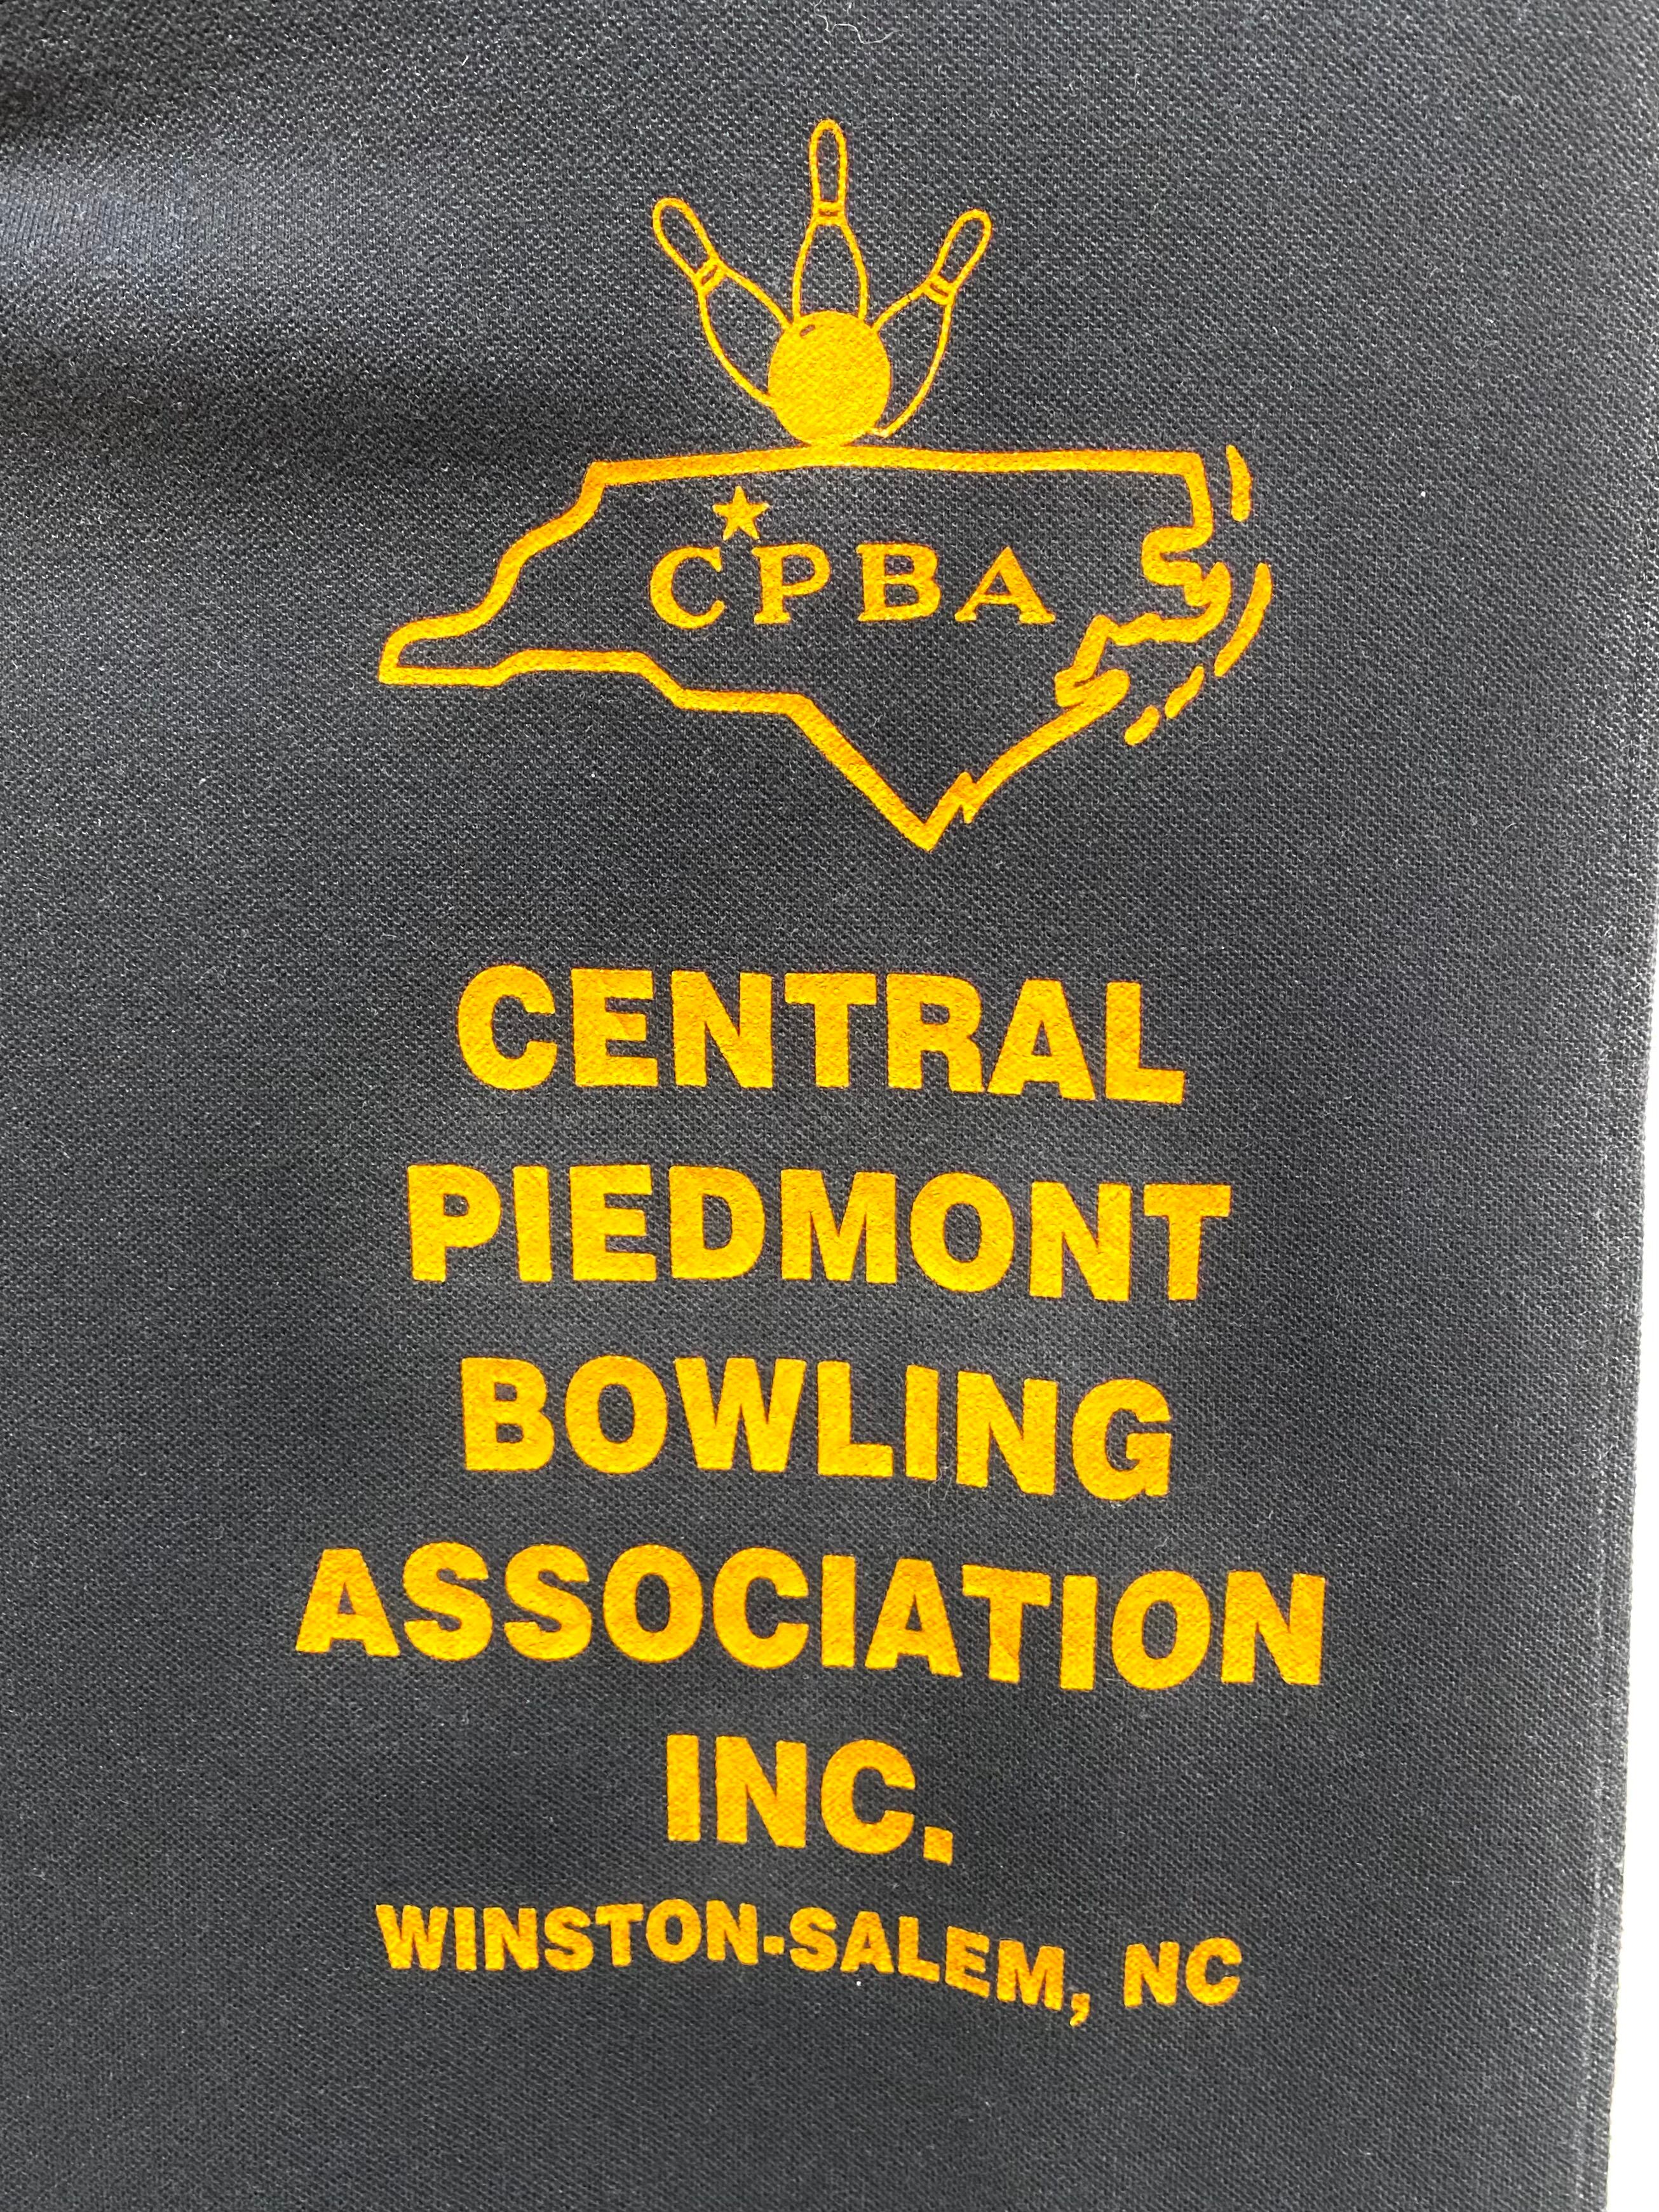 CPBA
CENTRAL
PIEDMONT
BOWLING
ASSOCIATION
INC.
WINSTON-SALEM, NC